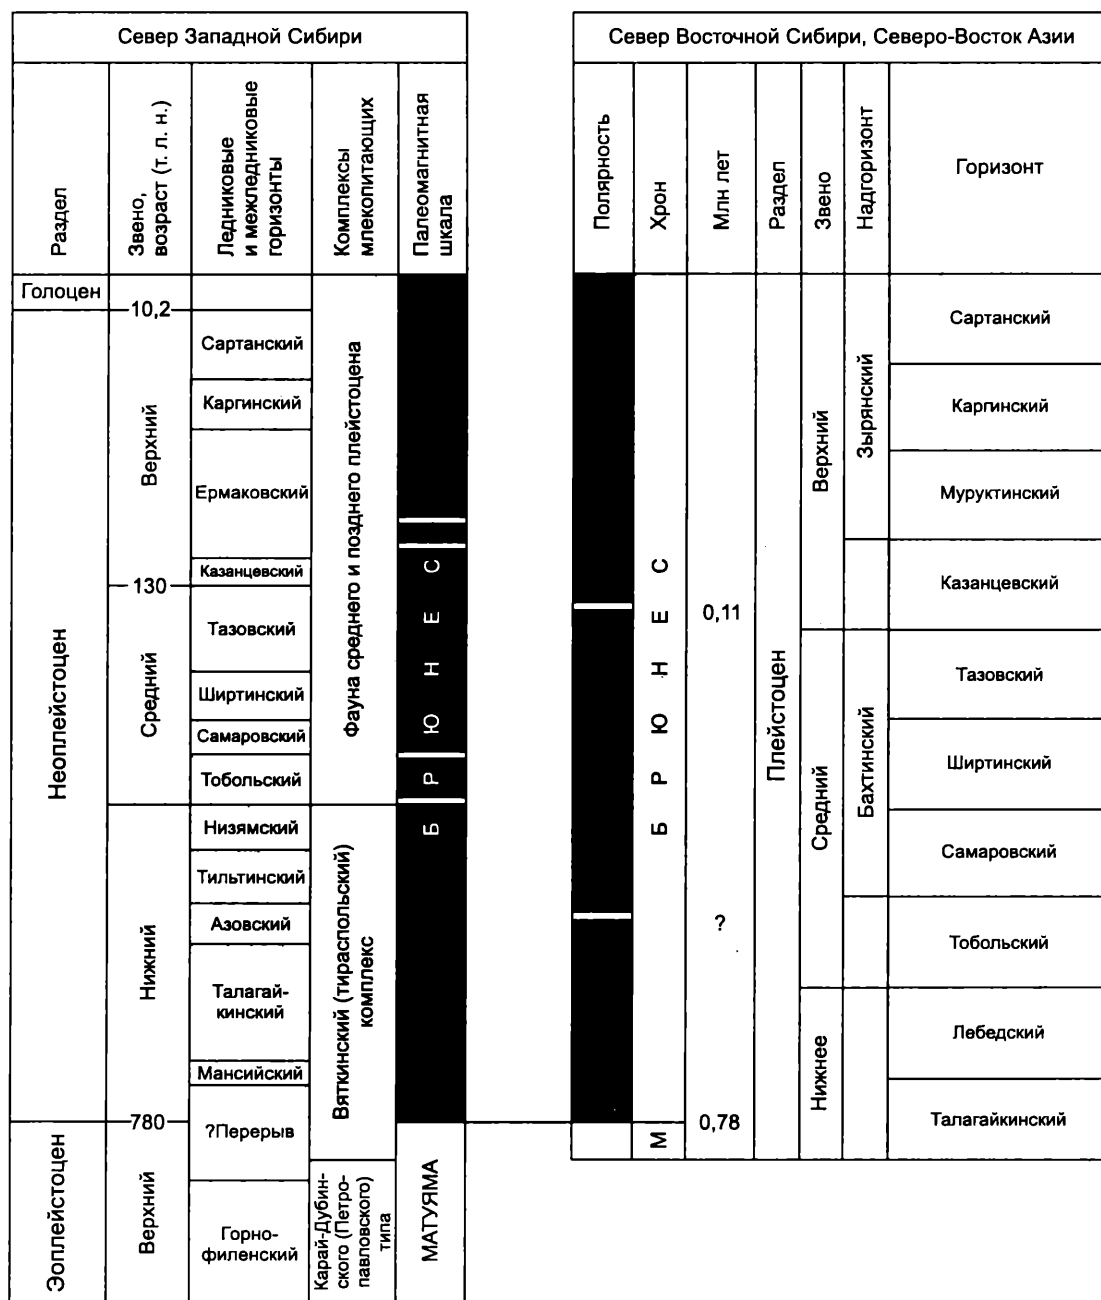 Север Западной Сибири
Раздел
Звено,
возраст (т. л. н.)
Ледниковые
и межледниковые
горизонты
Комплексы
млекопитающих
Палеомагнитная
шкала
Голоцен
Неоплейстоцен
Эоплейстоцен
10,2
Верхний
130
Средний
Нижний
780
Верхний
Сартанский
Каргинский
Ермаковский
Казанцевский
Тазовский
Ширтинский
Самаровский
Тобольский
Низямский
Тильтинский
Азовский
Талагай-
кинский
Мансийский
?Перерыв
Горно-
филенский
Фауна среднего и позднего плейстоцена
Вяткинский (тираспольский)
комплекс
Карай-Дубин-
ского (Петро-
павловского)
типа
БРЮНЕС
МАТУЯМА
Север Восточной Сибири, Северо-Восток Азии
Полярность
Хрон
Млн лет
Раздел
Звено
Надгоризонт
Горизонт
БРЮНЕС
М
0,11
?
0,78
Плейстоцен
Верхний
Средний
Нижнее
Зырянский
Бахтинский
Сартанский
Каргинский
Муруктинский
Казанцевский
Тазовский
Ширтинский
Самаровский
Тобольский
Лебедский
Талагайкинский